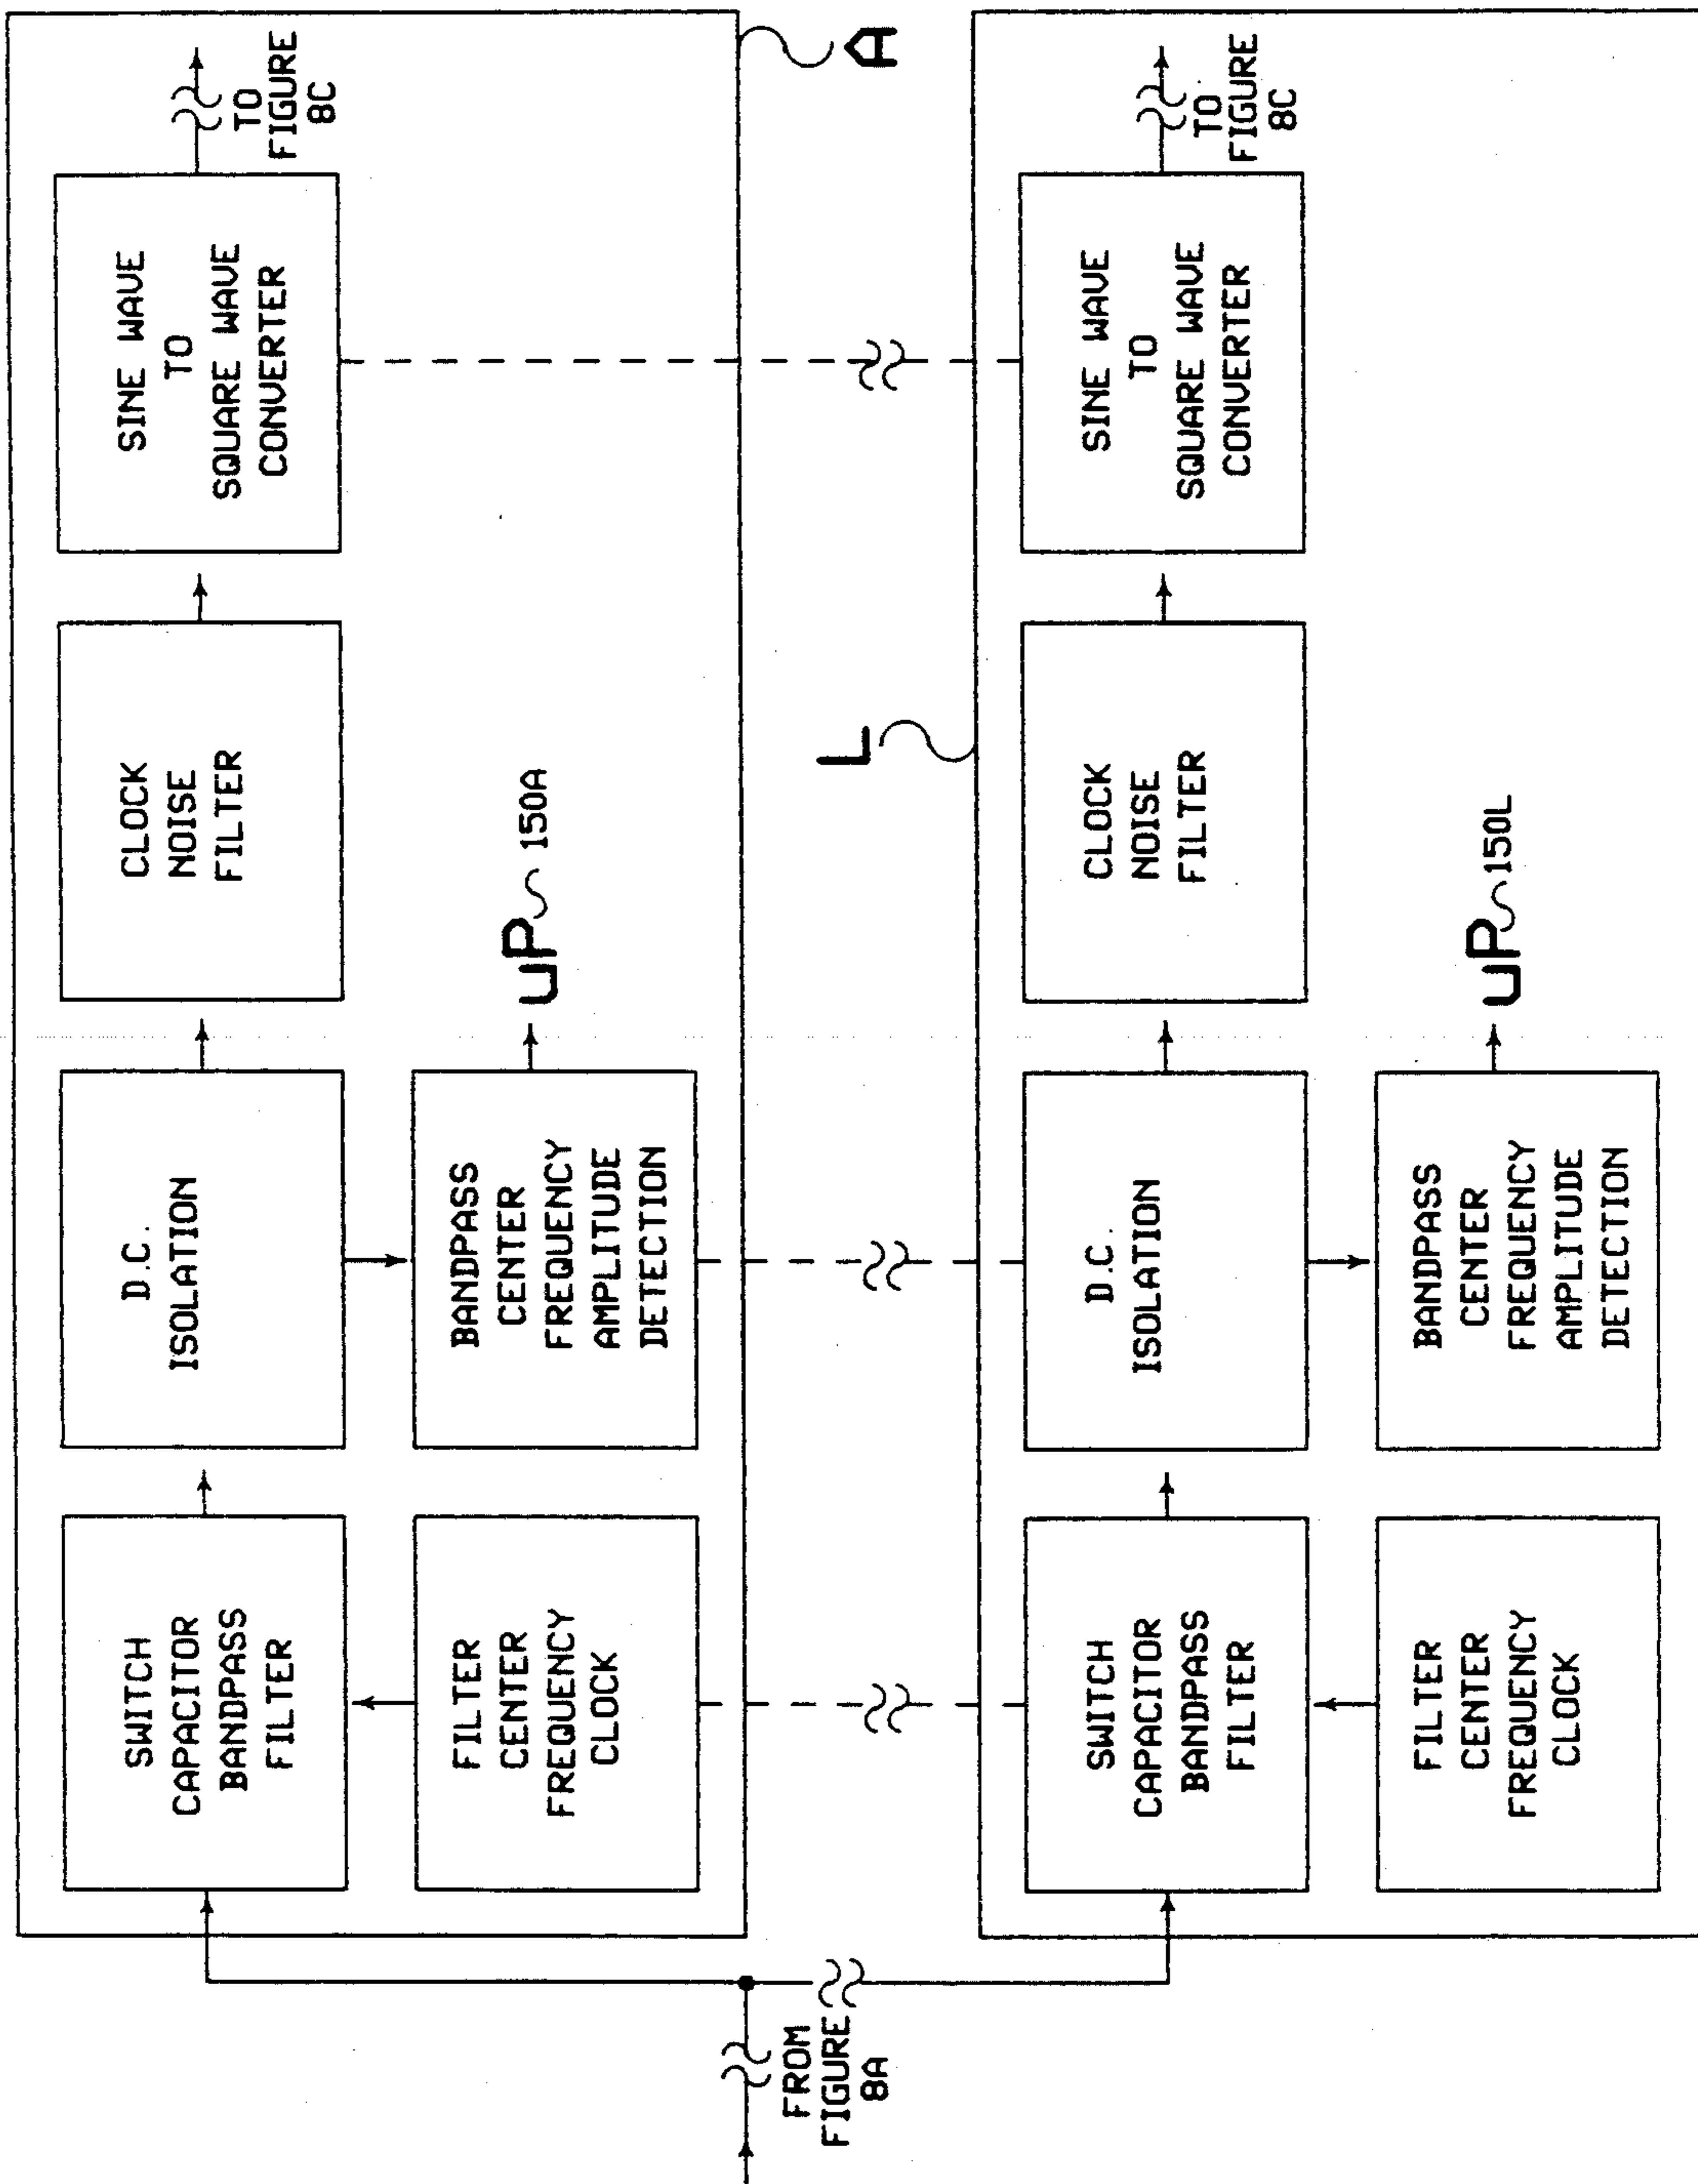 FROM
FIGURE
8A
A
SWITCH
CAPACITOR
BANDPASS
FILTER
D.C.
ISOLATION
CLOCK
NOISE
FILTER
SINE WAVE
TO
SQUARE WAVE
CONVERTER
TO
FIGURE
8C
FILTER
CENTER
FREQUENCY
CLOCK
BANDPASS
CENTER
FREQUENCY
AMPLITUDE
DETECTION
uP 150A
L
SWITCH
CAPACITOR
BANDPASS
FILTER
D.C.
ISOLATION
CLOCK
NOISE
FILTER
SINE WAVE
TO
SQUARE WAVE
CONVERTER
TO
FIGURE
8C
FILTER
CENTER
FREQUENCY
CLOCK
BANDPASS
CENTER
FREQUENCY
AMPLITUDE
DETECTION
uP 150L